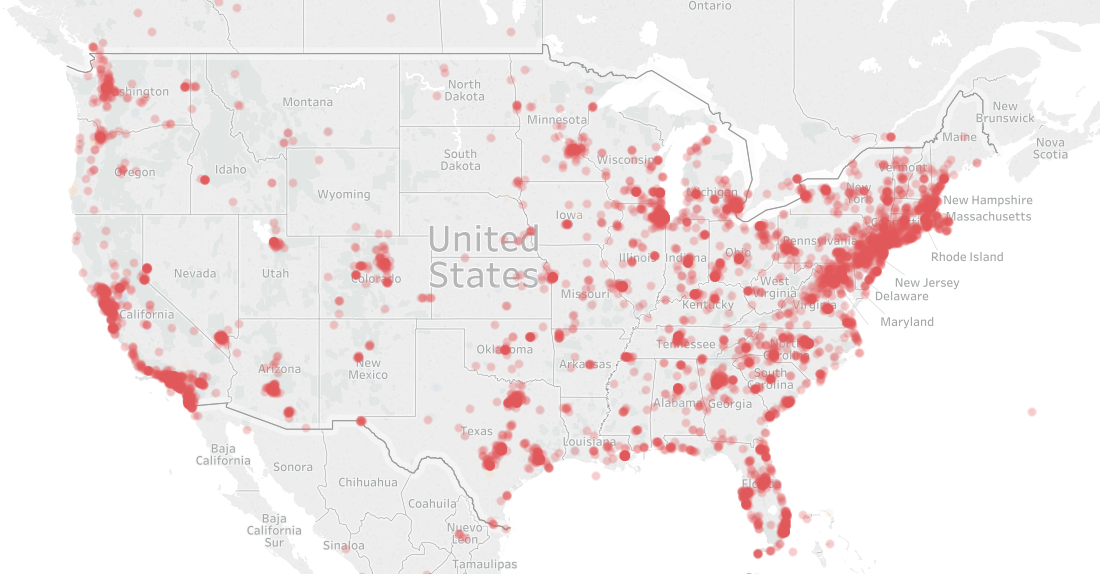 Ontario
Washington
Montana
North
Dakota
Minnesota
New
Brunswick
Maine
Nova
Scotia
Oregon
Idaho
South
Dakota
Wisconsin
Michigan
Vermont
New
York
New Hampshire
Massachusetts
Wyoming
Iowa
United
States
Rhode Island
Nevada
Utah
Colorado
Illinois
Indiana
Ohio
Pennsylvania
New Jersey
Delaware
Maryland
California
Missouri
Kentucky
West
Virginia
Virginia
Arizona
New
Mexico
Oklahoma
Arkansas
Tennessee
North
Carolina
South
Carolina
Alabama
Georgia
Texas
Louisiana
Baja
California
Sonora
Chihuahua
Coahuila
Baja
California
Sur
Sinaloa
Nuevo
León
Tamaulipas